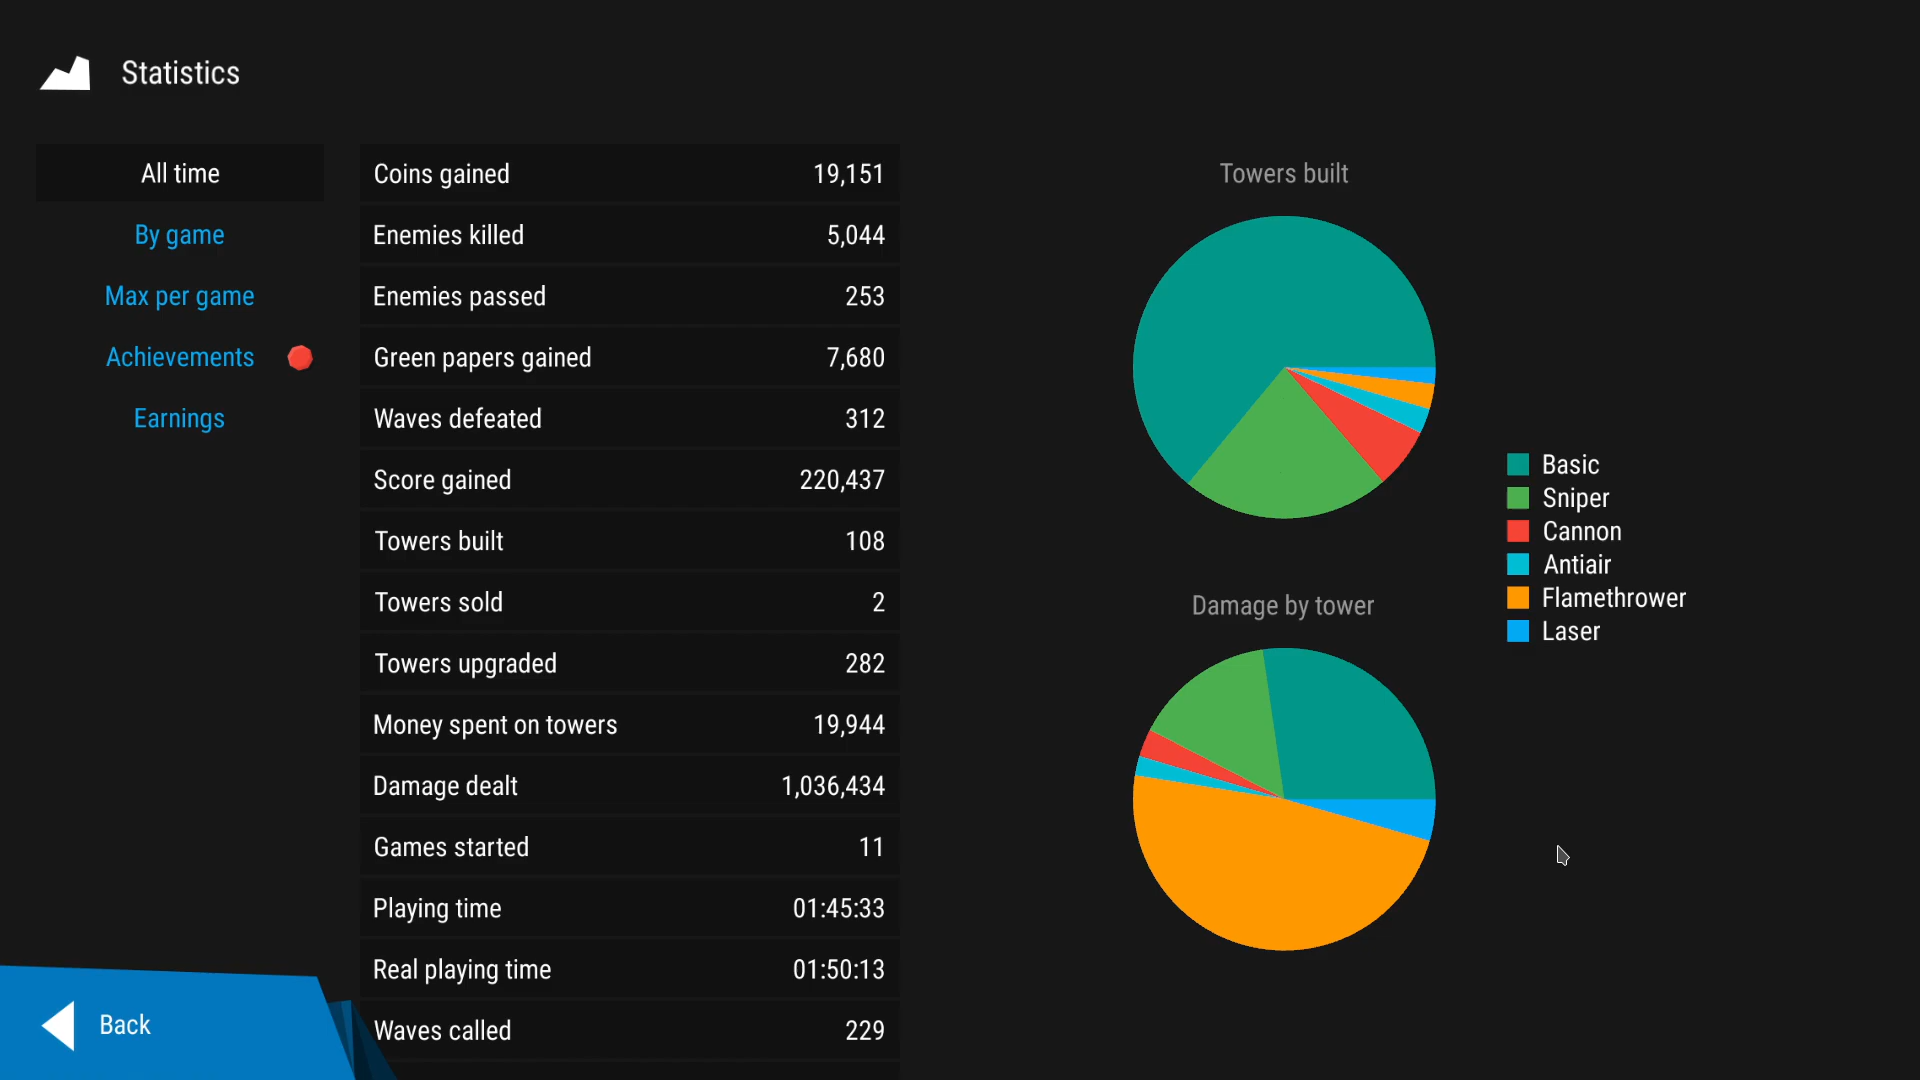 Statistics
All time
By game
Max per game
Achievements
Earnings
Coins gained 19,151
Enemies killed 5,044
Enemies passed 253
Green papers gained 7,680
Waves defeated 312
Score gained 220,437
Towers built 108
Towers sold 2
Towers upgraded 282
Money spent on towers 19,944
Damage dealt 1,036,434
Games started 11
Playing time 01:45:33
Real playing time 01:50:13
Waves called 229
Towers built
Damage by tower
Basic
Sniper
Cannon
Antiair
Flamethrower
Laser
Back